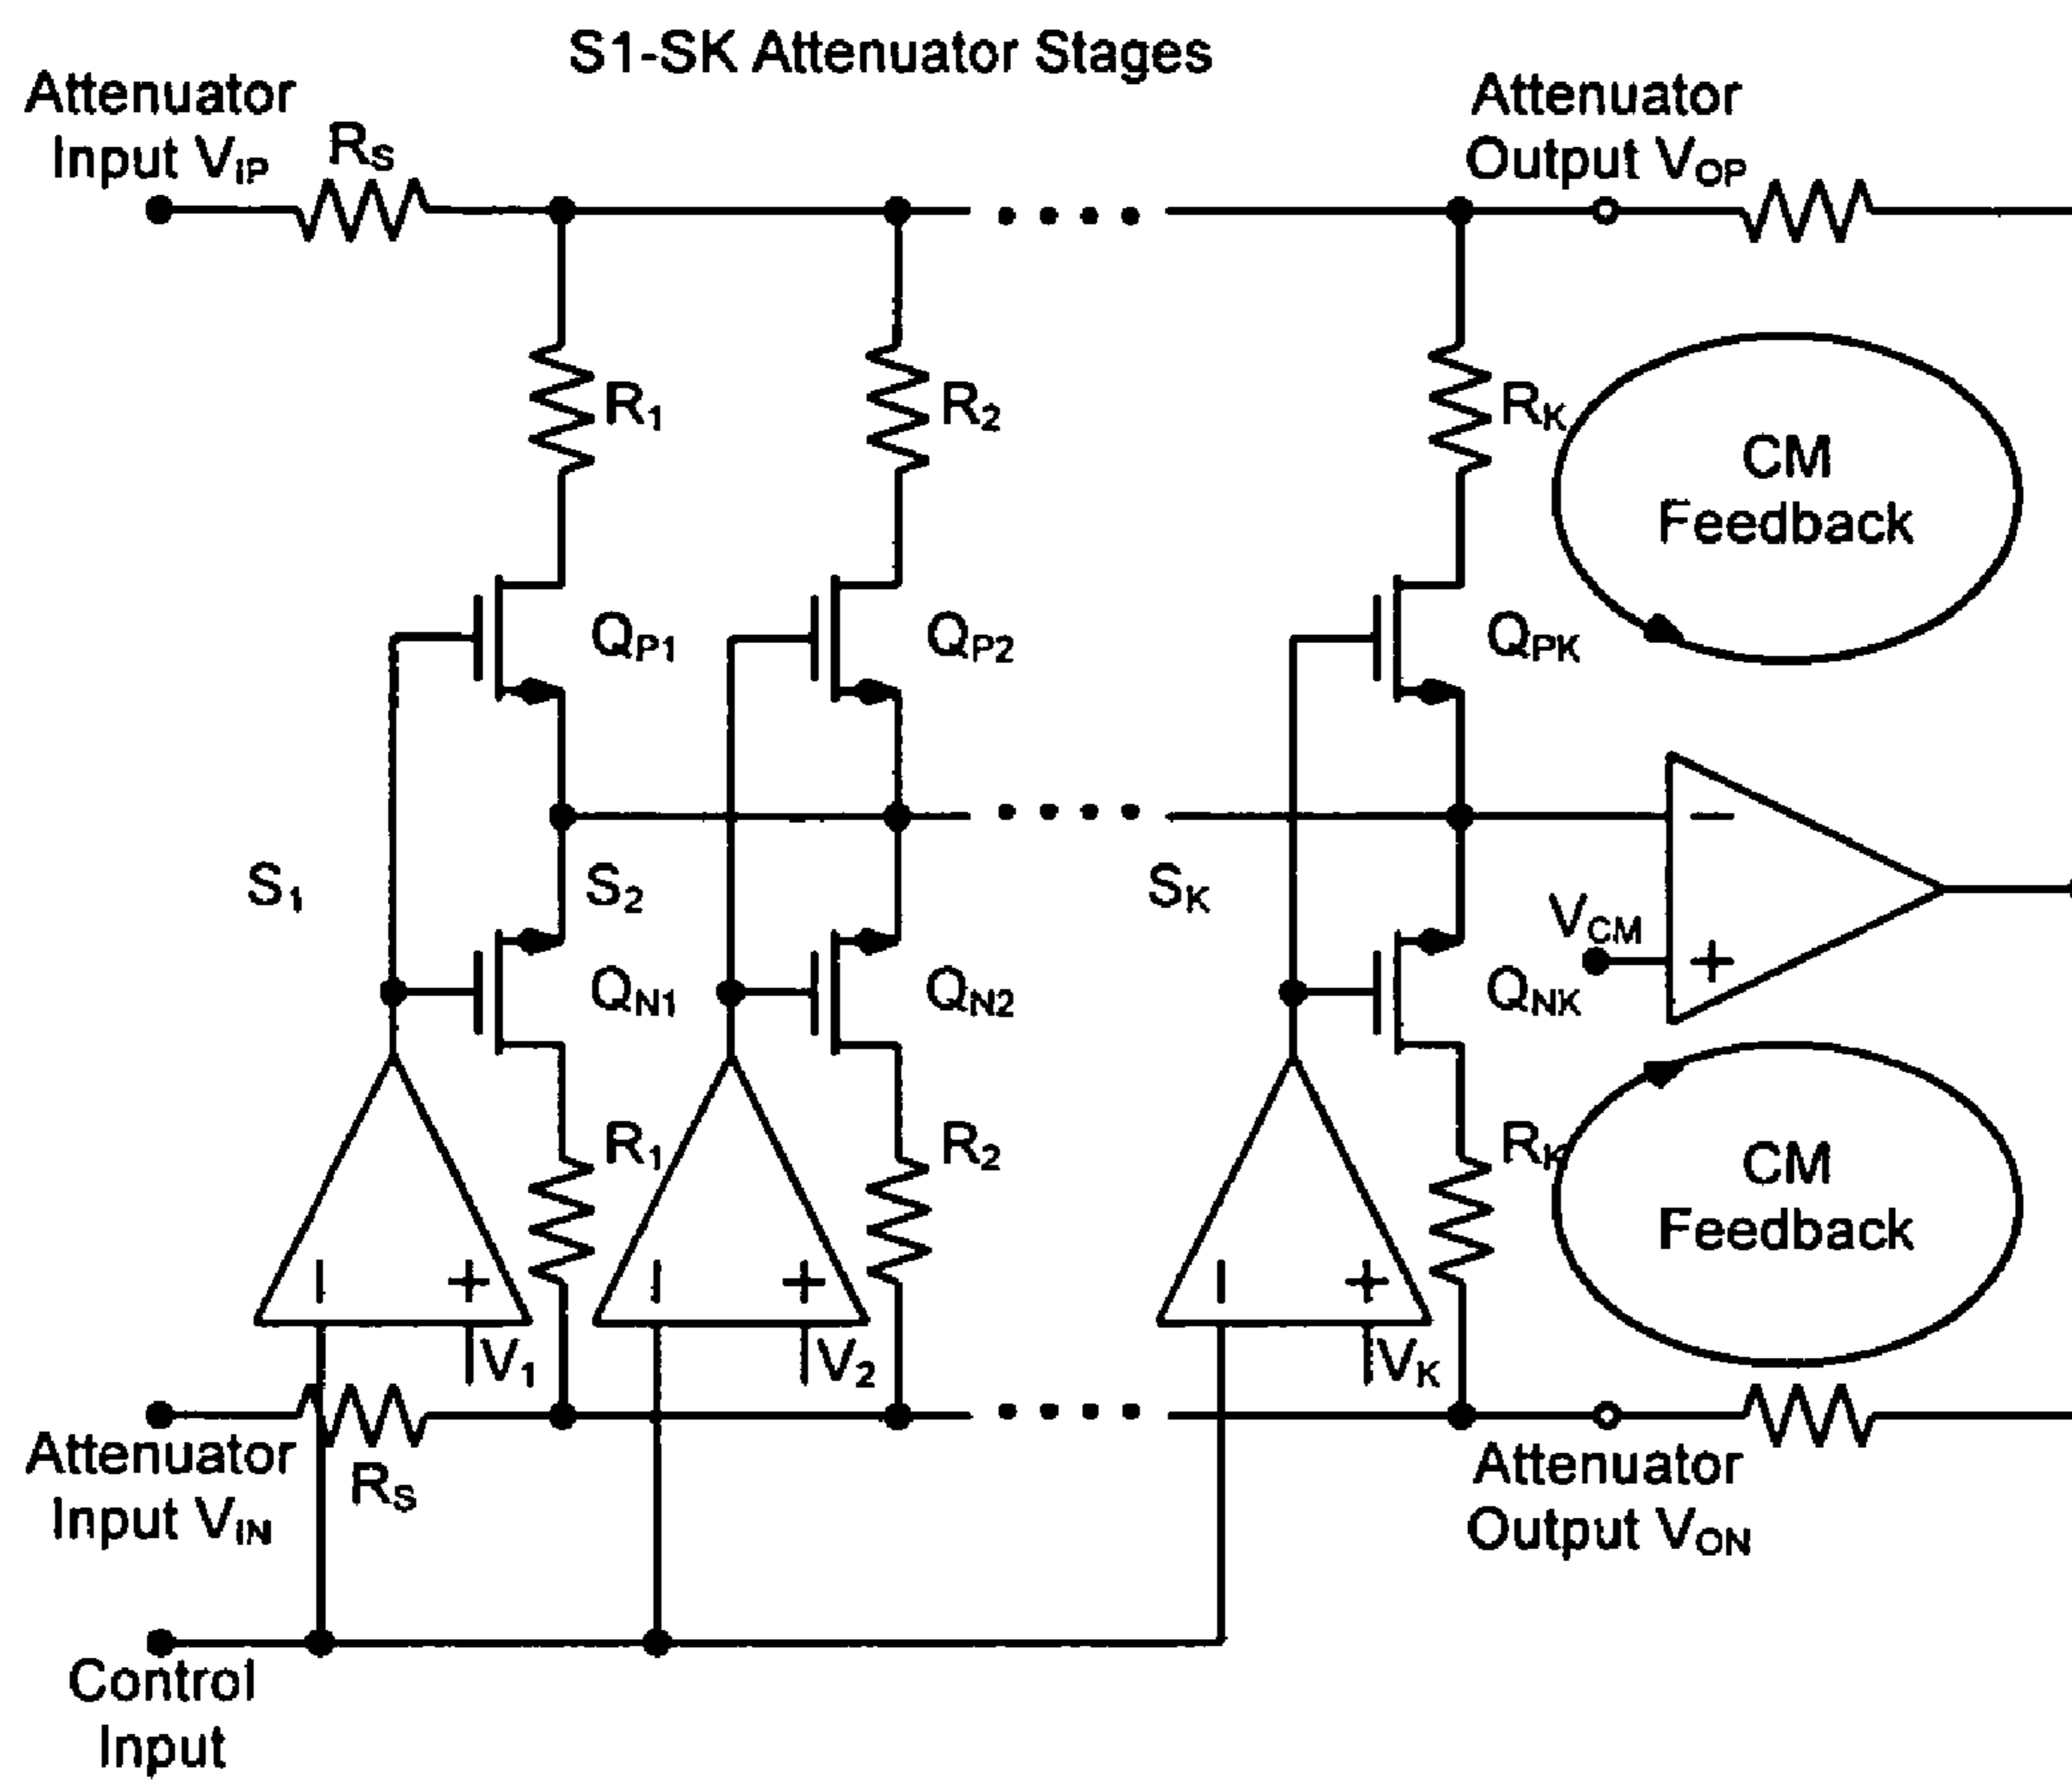 S1-SK Attenuator Stages
Attenuator
Input VIP
RS
Attenuator
Output VOP
R1
R2
RK
CM
Feedback
QP1
QP2
QPK
S1
S2
SK
VCM
−
+
QN1
QN2
QNK
R1
R2
RK
CM
Feedback
− +
− +
− +
V1
V2
VK
Attenuator
Input VIN
RS
Attenuator
Output VON
Control
Input